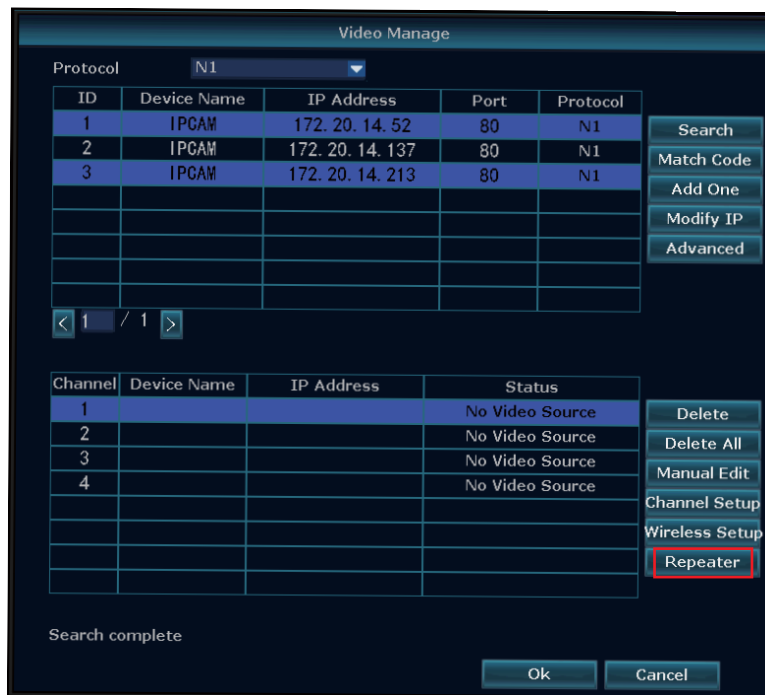 Video Manage
Protocol N1
ID Device Name IP Address Port Protocol
1 IPCAM 172. 20. 14. 52 80 N1
2 IPCAM 172. 20. 14. 137 80 N1
3 IPCAM 172. 20. 14. 213 80 N1
Search
Match Code
Add One
Modify IP
Advanced
< 1 / 1 >
Channel Device Name IP Address Status
1 No Video Source
2 No Video Source
3 No Video Source
4 No Video Source
Delete
Delete All
Manual Edit
Channel Setup
Wireless Setup
Repeater
Search complete
Ok Cancel